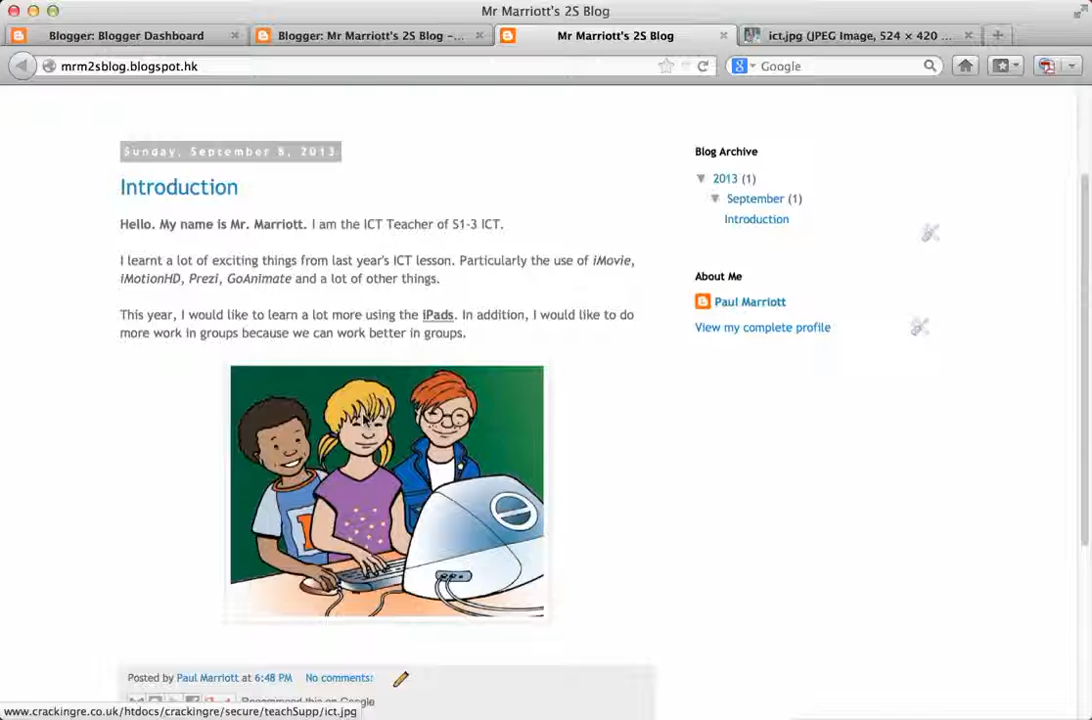 Mr Marriott's 2S Blog
Blogger: Blogger Dashboard
Blogger: Mr Marriott's 2S Blog –...
Mr Marriott's 2S Blog
ict.jpg (JPEG Image, 524 × 420 ...
mrm2sblog.blogspot.hk
Google
Sunday, September 8, 2013
Introduction
Hello. My name is Mr. Marriott. I am the ICT Teacher of S1-3 ICT.
I learnt a lot of exciting things from last year's ICT lesson. Particularly the use of iMovie,
iMotionHD, Prezi, GoAnimate and a lot of other things.
This year, I would like to learn a lot more using the iPads. In addition, I would like to do
more work in groups because we can work better in groups.
Posted by Paul Marriott at 6:48 PM No comments:
Recommend this on Google
Blog Archive
▼ 2013 (1)
▼ September (1)
Introduction
About Me
Paul Marriott
View my complete profile
www.crackingre.co.uk/htdocs/crackingre/secure/teachSupp/ict.jpg